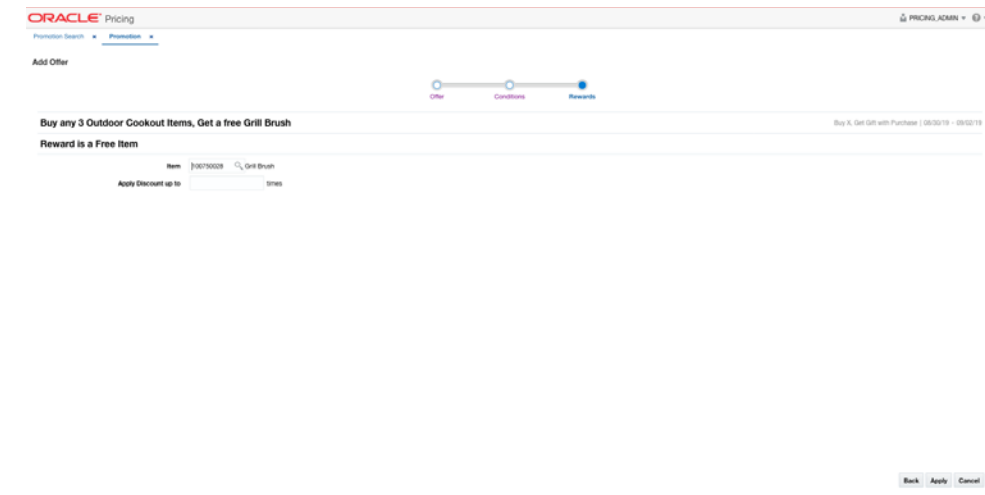 ORACLE Pricing PRICING_ADMIN
Promotion Search × Promotion ×
Add Offer
Offer Conditions Rewards
Buy any 3 Outdoor Cookout Items, Get a free Grill Brush Buy X, Get Gift with Purchase | 08/30/19 - 09/02/19
Reward is a Free Item
Item 100750028 Grill Brush
Apply Discount up to times
Back Apply Cancel